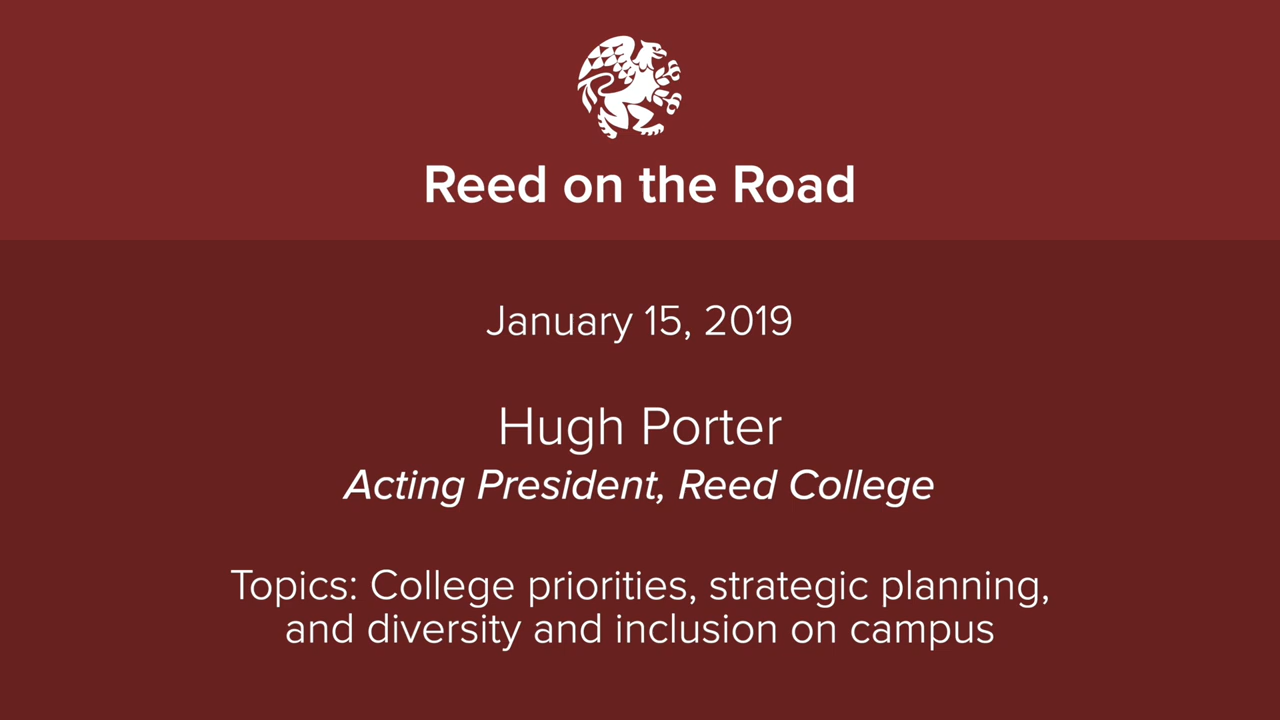 Reed on the Road
January 15, 2019
Hugh Porter
Acting President, Reed College
Topics: College priorities, strategic planning,
and diversity and inclusion on campus